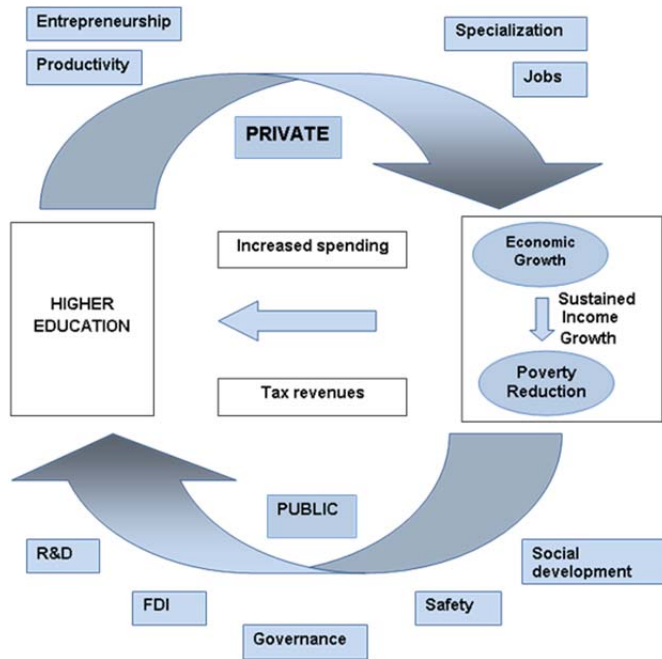 Entrepreneurship
Specialization
Productivity
Jobs
PRIVATE
Increased spending
HIGHER
EDUCATION
Economic
Growth
Sustained
Income
Growth
Poverty
Reduction
Tax revenues
PUBLIC
R&D
Social
development
FDI
Safety
Governance